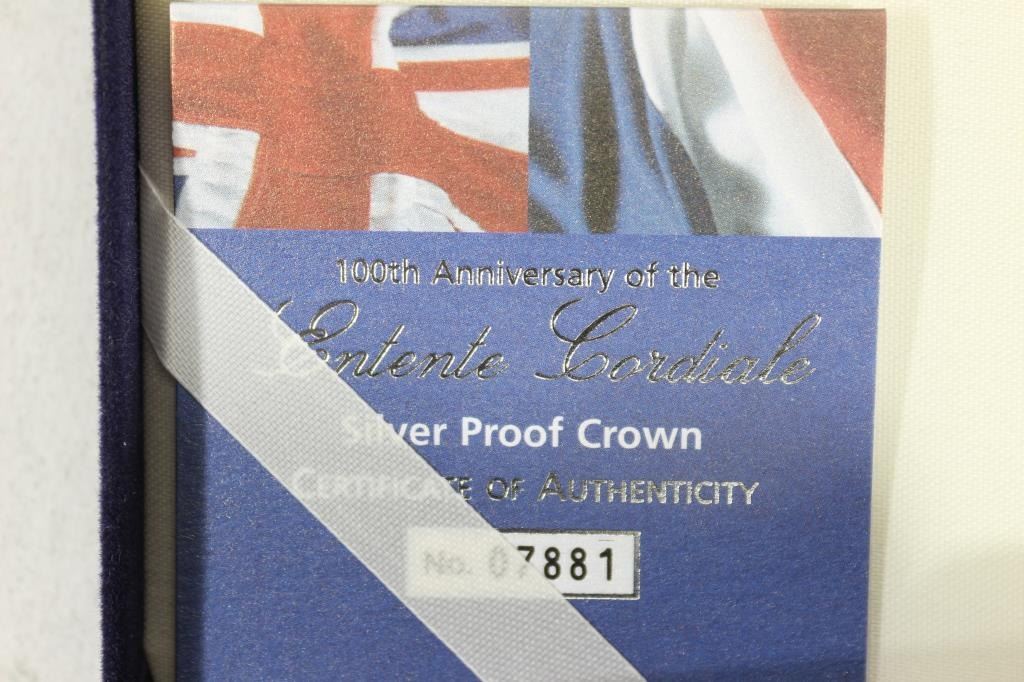 100th Anniversary of the
Entente Cordiale
Silver Proof Crown
CERTIFICATE OF AUTHENTICITY
No. 07881